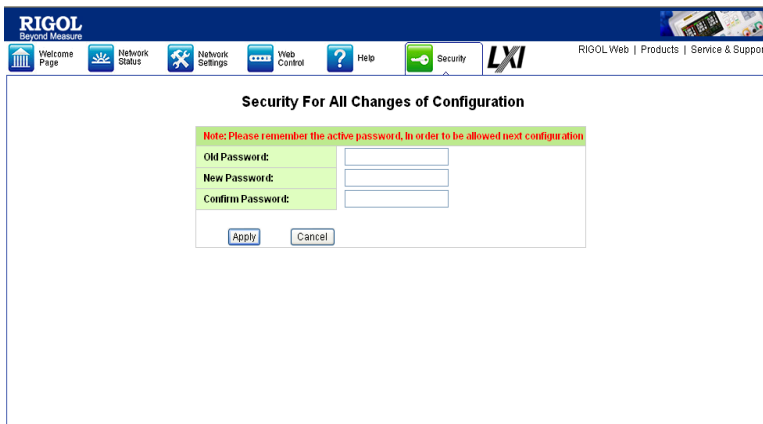 RIGOL
Beyond Measure
Welcome Page
Network Status
Network Settings
Web Control
Help
Security
LXI
RIGOL Web | Products | Service & Suppor
Security For All Changes of Configuration
Note: Please remember the active password, In order to be allowed next configuration
Old Password:
New Password:
Confirm Password:
Apply Cancel